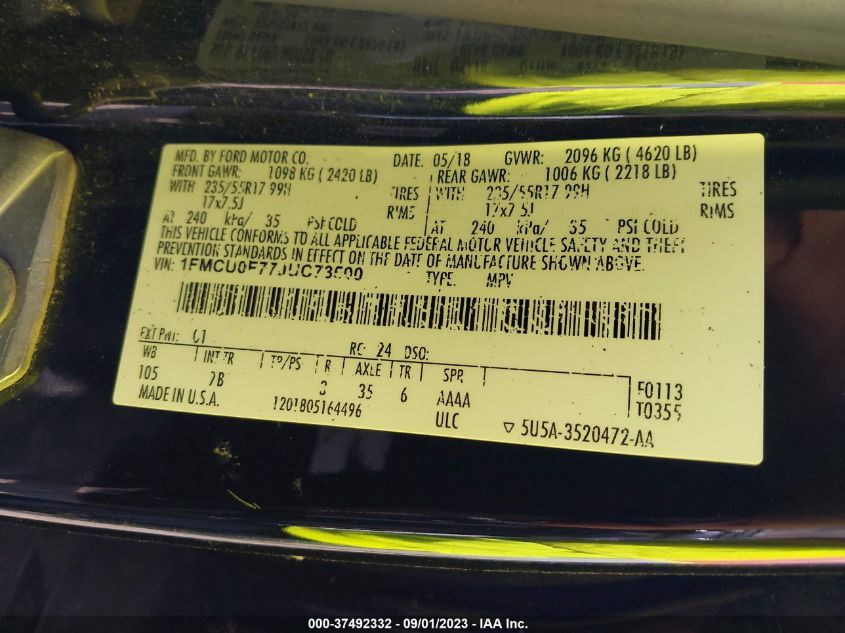 MFD. BY FORD MOTOR CO. DATE: 05/18 GVWR: 2096 KG ( 4620 LB)
FRONT GAWR: 1098 KG ( 2420 LB) REAR GAWR: 1006 KG ( 2218 LB)
WITH 235/55R17 99H TIRES WITH 235/55R17 99H TIRES
17x7.5J RIMS 17x7.5J RIMS
AT 240 kPa/ 35 PSI COLD AT 240 kPa/ 35 PSI COLD
THIS VEHICLE CONFORMS TO ALL APPLICABLE FEDERAL MOTOR VEHICLE SAFETY AND THEFT
PREVENTION STANDARDS IN EFFECT ON THE DATE OF MANUFACTURE SHOWN ABOVE.
VIN: TYPE: MPV
EXT PNT: RC: 24 DSO:
WB INT TR TP/PS R AXLE TR SPR
105 3 35 6 AAAA F0113
MADE IN U.S.A. 1201805164496 ULC T0355
▽ 5U5A-3520472-AA
000-37492332 - 09/01/2023 - IAA Inc.